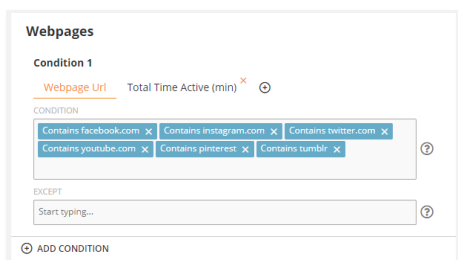 Webpages
Condition 1
Webpage Url Total Time Active (min) ×
CONDITION
Contains facebook.com × Contains instagram.com × Contains twitter.com ×
Contains youtube.com × Contains pinterest × Contains tumblr ×
?
EXCEPT
Start typing...
?
ADD CONDITION